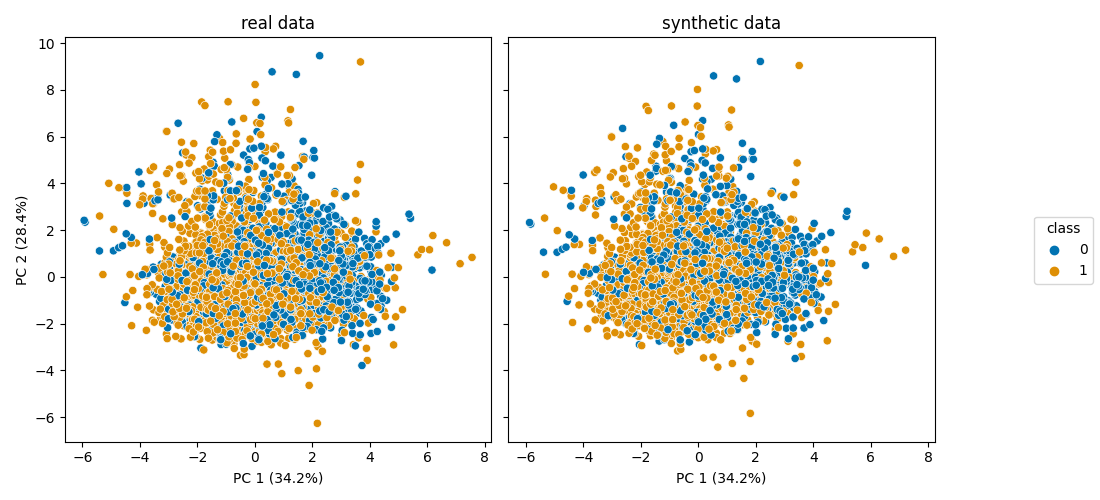 real data
synthetic data
10
8
6
4
2
0
−2
−4
−6
PC 2 (28.4%)
−6 −4 −2 0 2 4 6 8
−6 −4 −2 0 2 4 6 8
PC 1 (34.2%)
PC 1 (34.2%)
class
0
1